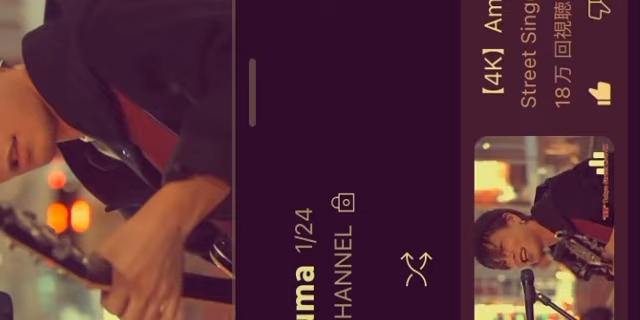 uma 1/24
HANNEL
【4K】 Am
Street Sing
18万 回視聴